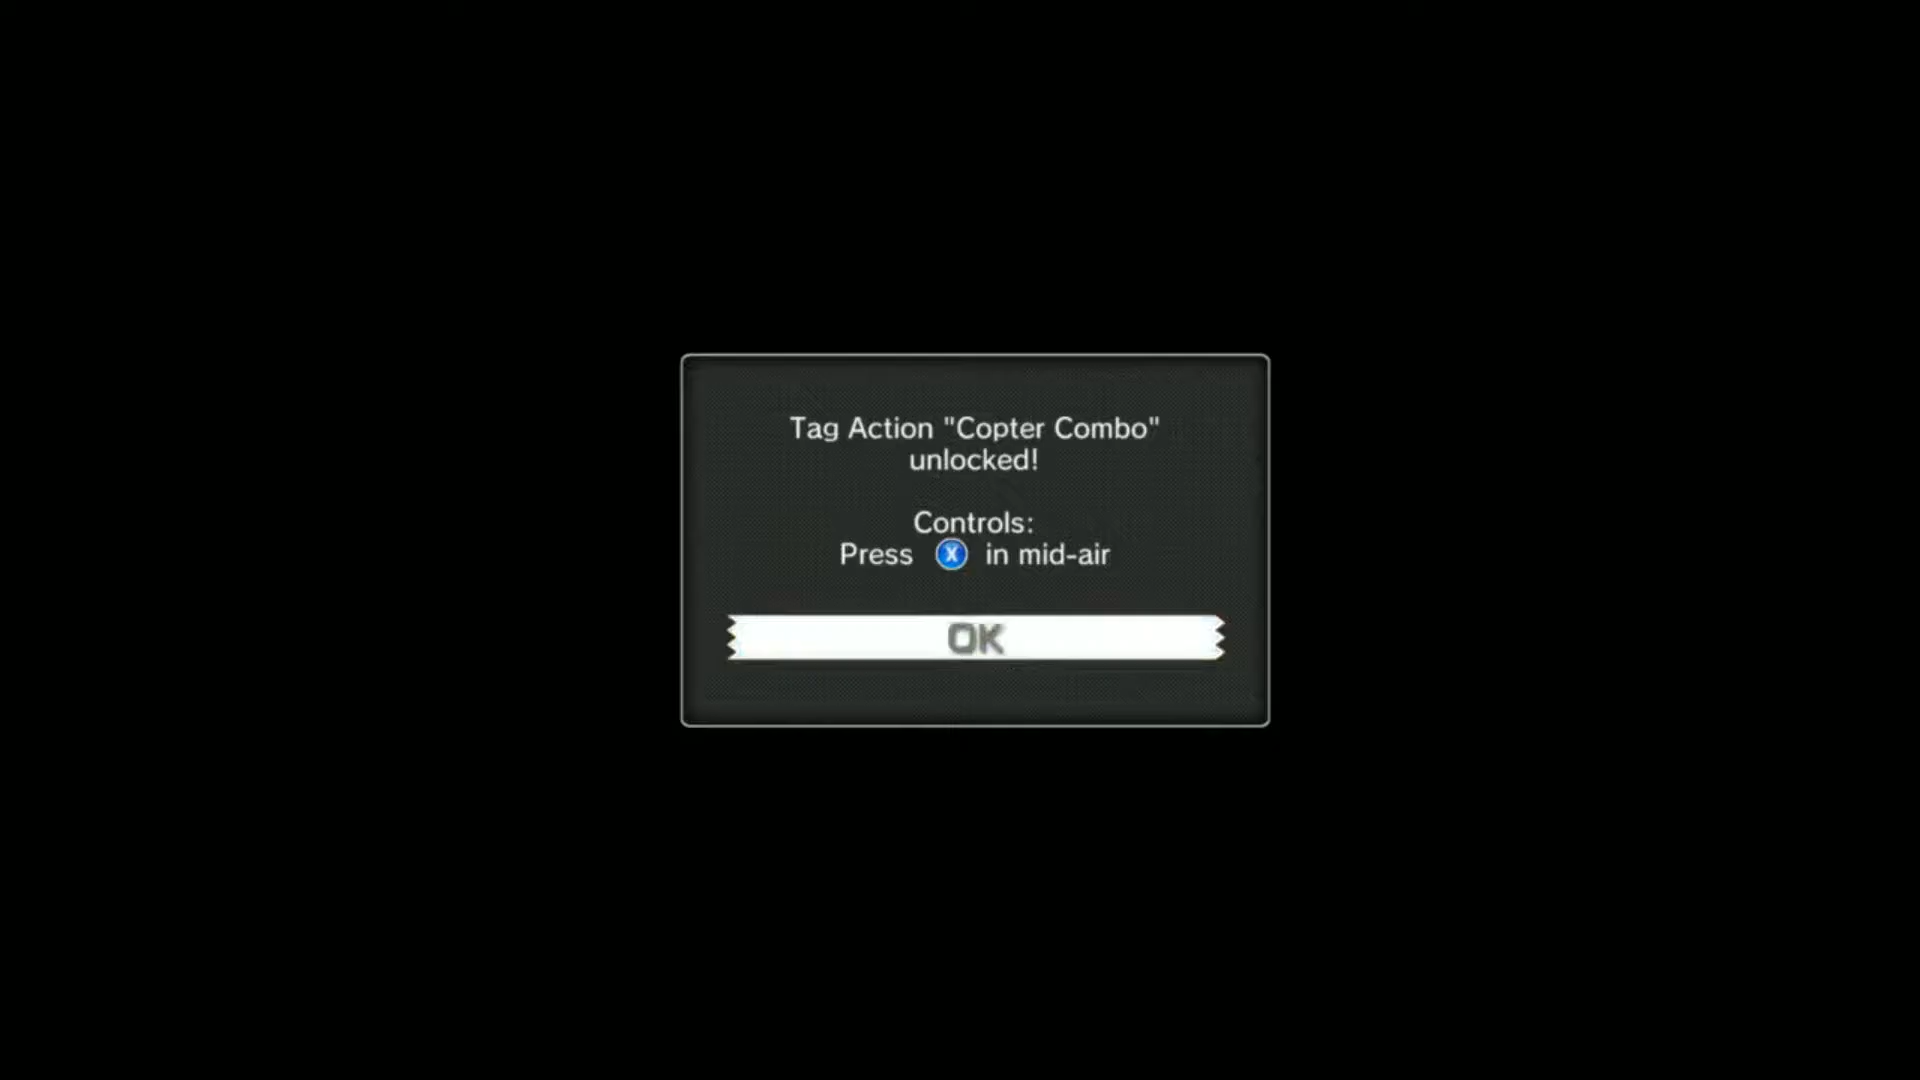 Tag Action "Copter Combo"
unlocked!
Controls:
Press X in mid-air
OK